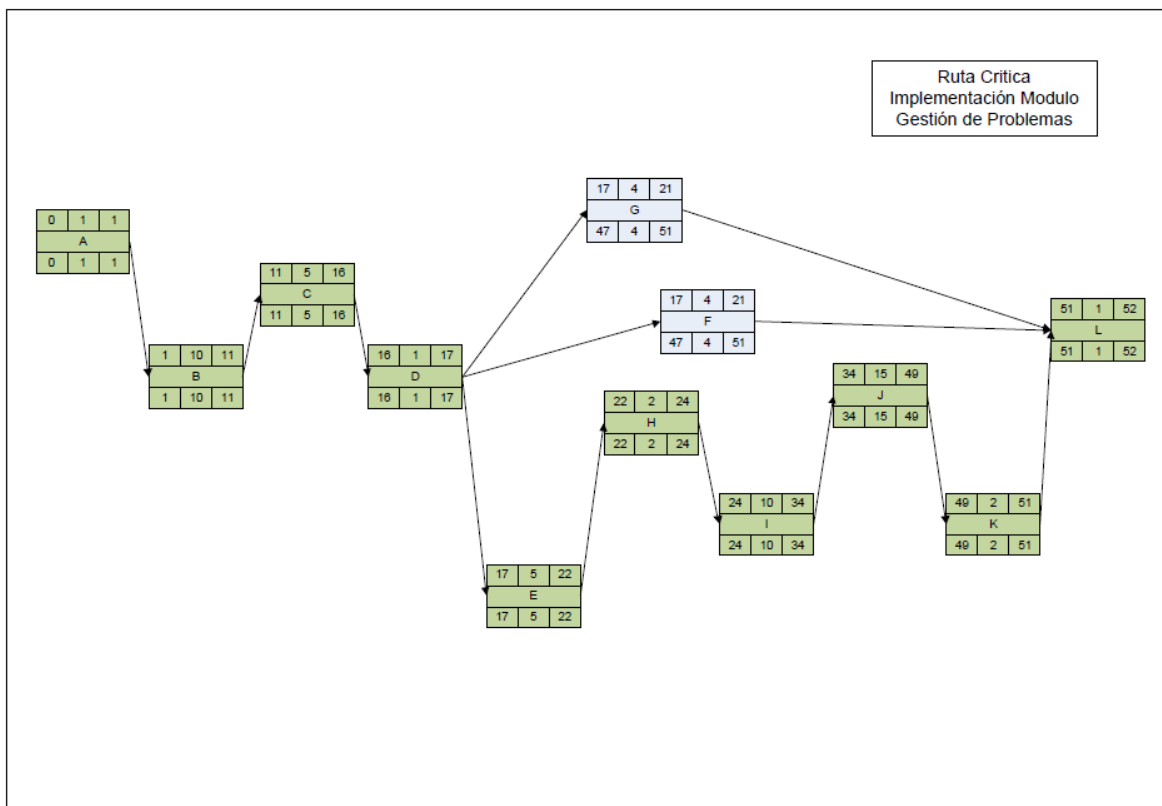 Ruta Critica
Implementación Modulo
Gestión de Problemas
0 1 1
A
0 1 1
1 10 11
B
1 10 11
11 5 16
C
11 5 16
16 1 17
D
16 1 17
17 4 21
G
47 4 51
17 4 21
F
47 4 51
17 5 22
E
17 5 22
22 2 24
H
22 2 24
24 10 34
I
24 10 34
34 15 49
J
34 15 49
49 2 51
K
49 2 51
51 1 52
L
51 1 52